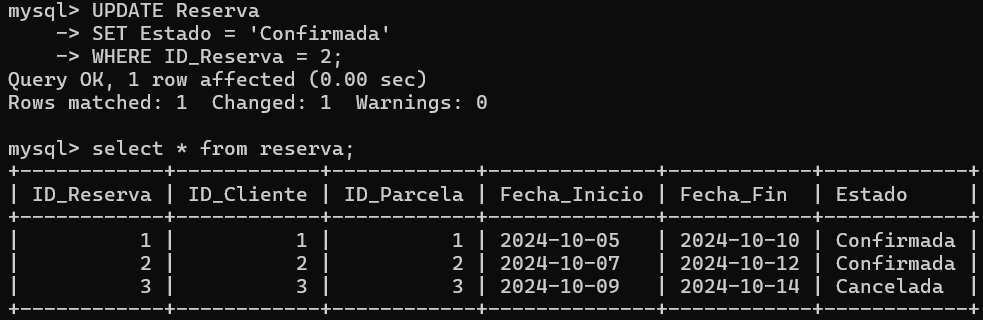 mysql> UPDATE Reserva
    -> SET Estado = 'Confirmada'
    -> WHERE ID_Reserva = 2;
Query OK, 1 row affected (0.00 sec)
Rows matched: 1  Changed: 1  Warnings: 0

mysql> select * from reserva;
+------------+------------+------------+--------------+------------+------------+
| ID_Reserva | ID_Cliente | ID_Parcela | Fecha_Inicio | Fecha_Fin  | Estado     |
+------------+------------+------------+--------------+------------+------------+
|          1 |          1 |          1 | 2024-10-05   | 2024-10-10 | Confirmada |
|          2 |          2 |          2 | 2024-10-07   | 2024-10-12 | Confirmada |
|          3 |          3 |          3 | 2024-10-09   | 2024-10-14 | Cancelada  |
+------------+------------+------------+--------------+------------+------------+